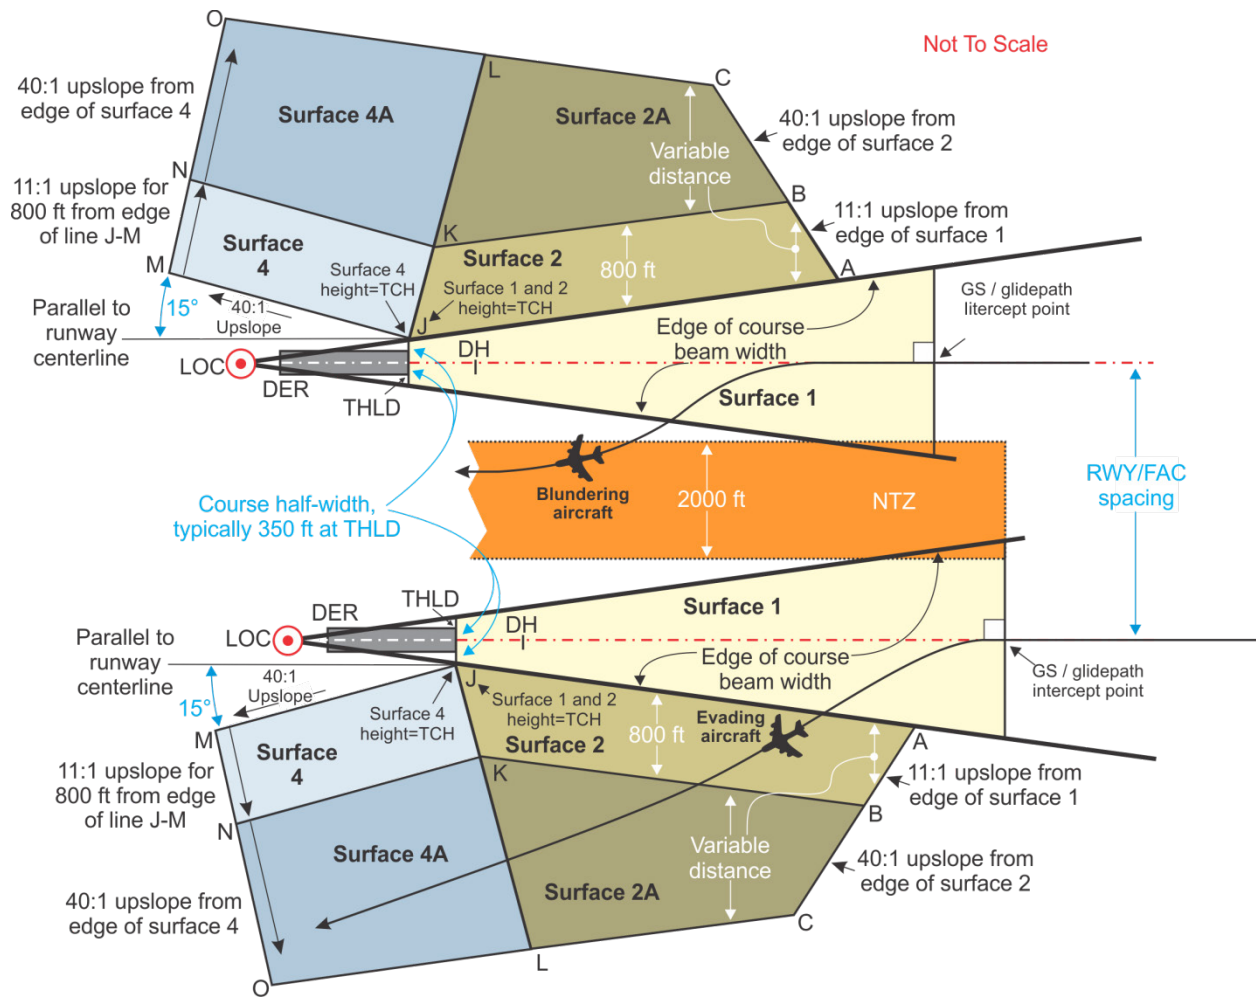 Not To Scale
O
40:1 upslope from
edge of surface 4
L
C
Surface 4A
Surface 2A
40:1 upslope from
edge of surface 2
Variable
distance
N
11:1 upslope for
800 ft from edge
of line J-M
B
11:1 upslope from
edge of surface 1
K
Surface
4
Surface 2
800 ft
A
M
Surface 4
height=TCH
Surface 1 and 2
height=TCH
GS / glidepath
Iitercept point
15°
40:1
Upslope
Parallel to
runway
centerline
J
Edge of course
beam width
DH
LOC
DER
THLD
Surface 1
RWY/FAC
spacing
Blundering
aircraft
2000 ft
NTZ
Course half-width,
typically 350 ft at THLD
THLD
Surface 1
DER
DH
LOC
Parallel to
runway
centerline
Edge of course
beam width
GS / glidepath
intercept point
40:1
Upslope
15°
J
Surface 4
height=TCH
Surface 1 and 2
height=TCH
Surface 2
800 ft
Evading
aircraft
A
M
Surface
4
11:1 upslope for
800 ft from edge
of line J-M
K
11:1 upslope from
edge of surface 1
B
N
Surface 4A
Variable
distance
40:1 upslope from
edge of surface 2
Surface 2A
40:1 upslope from
edge of surface 4
C
L
O